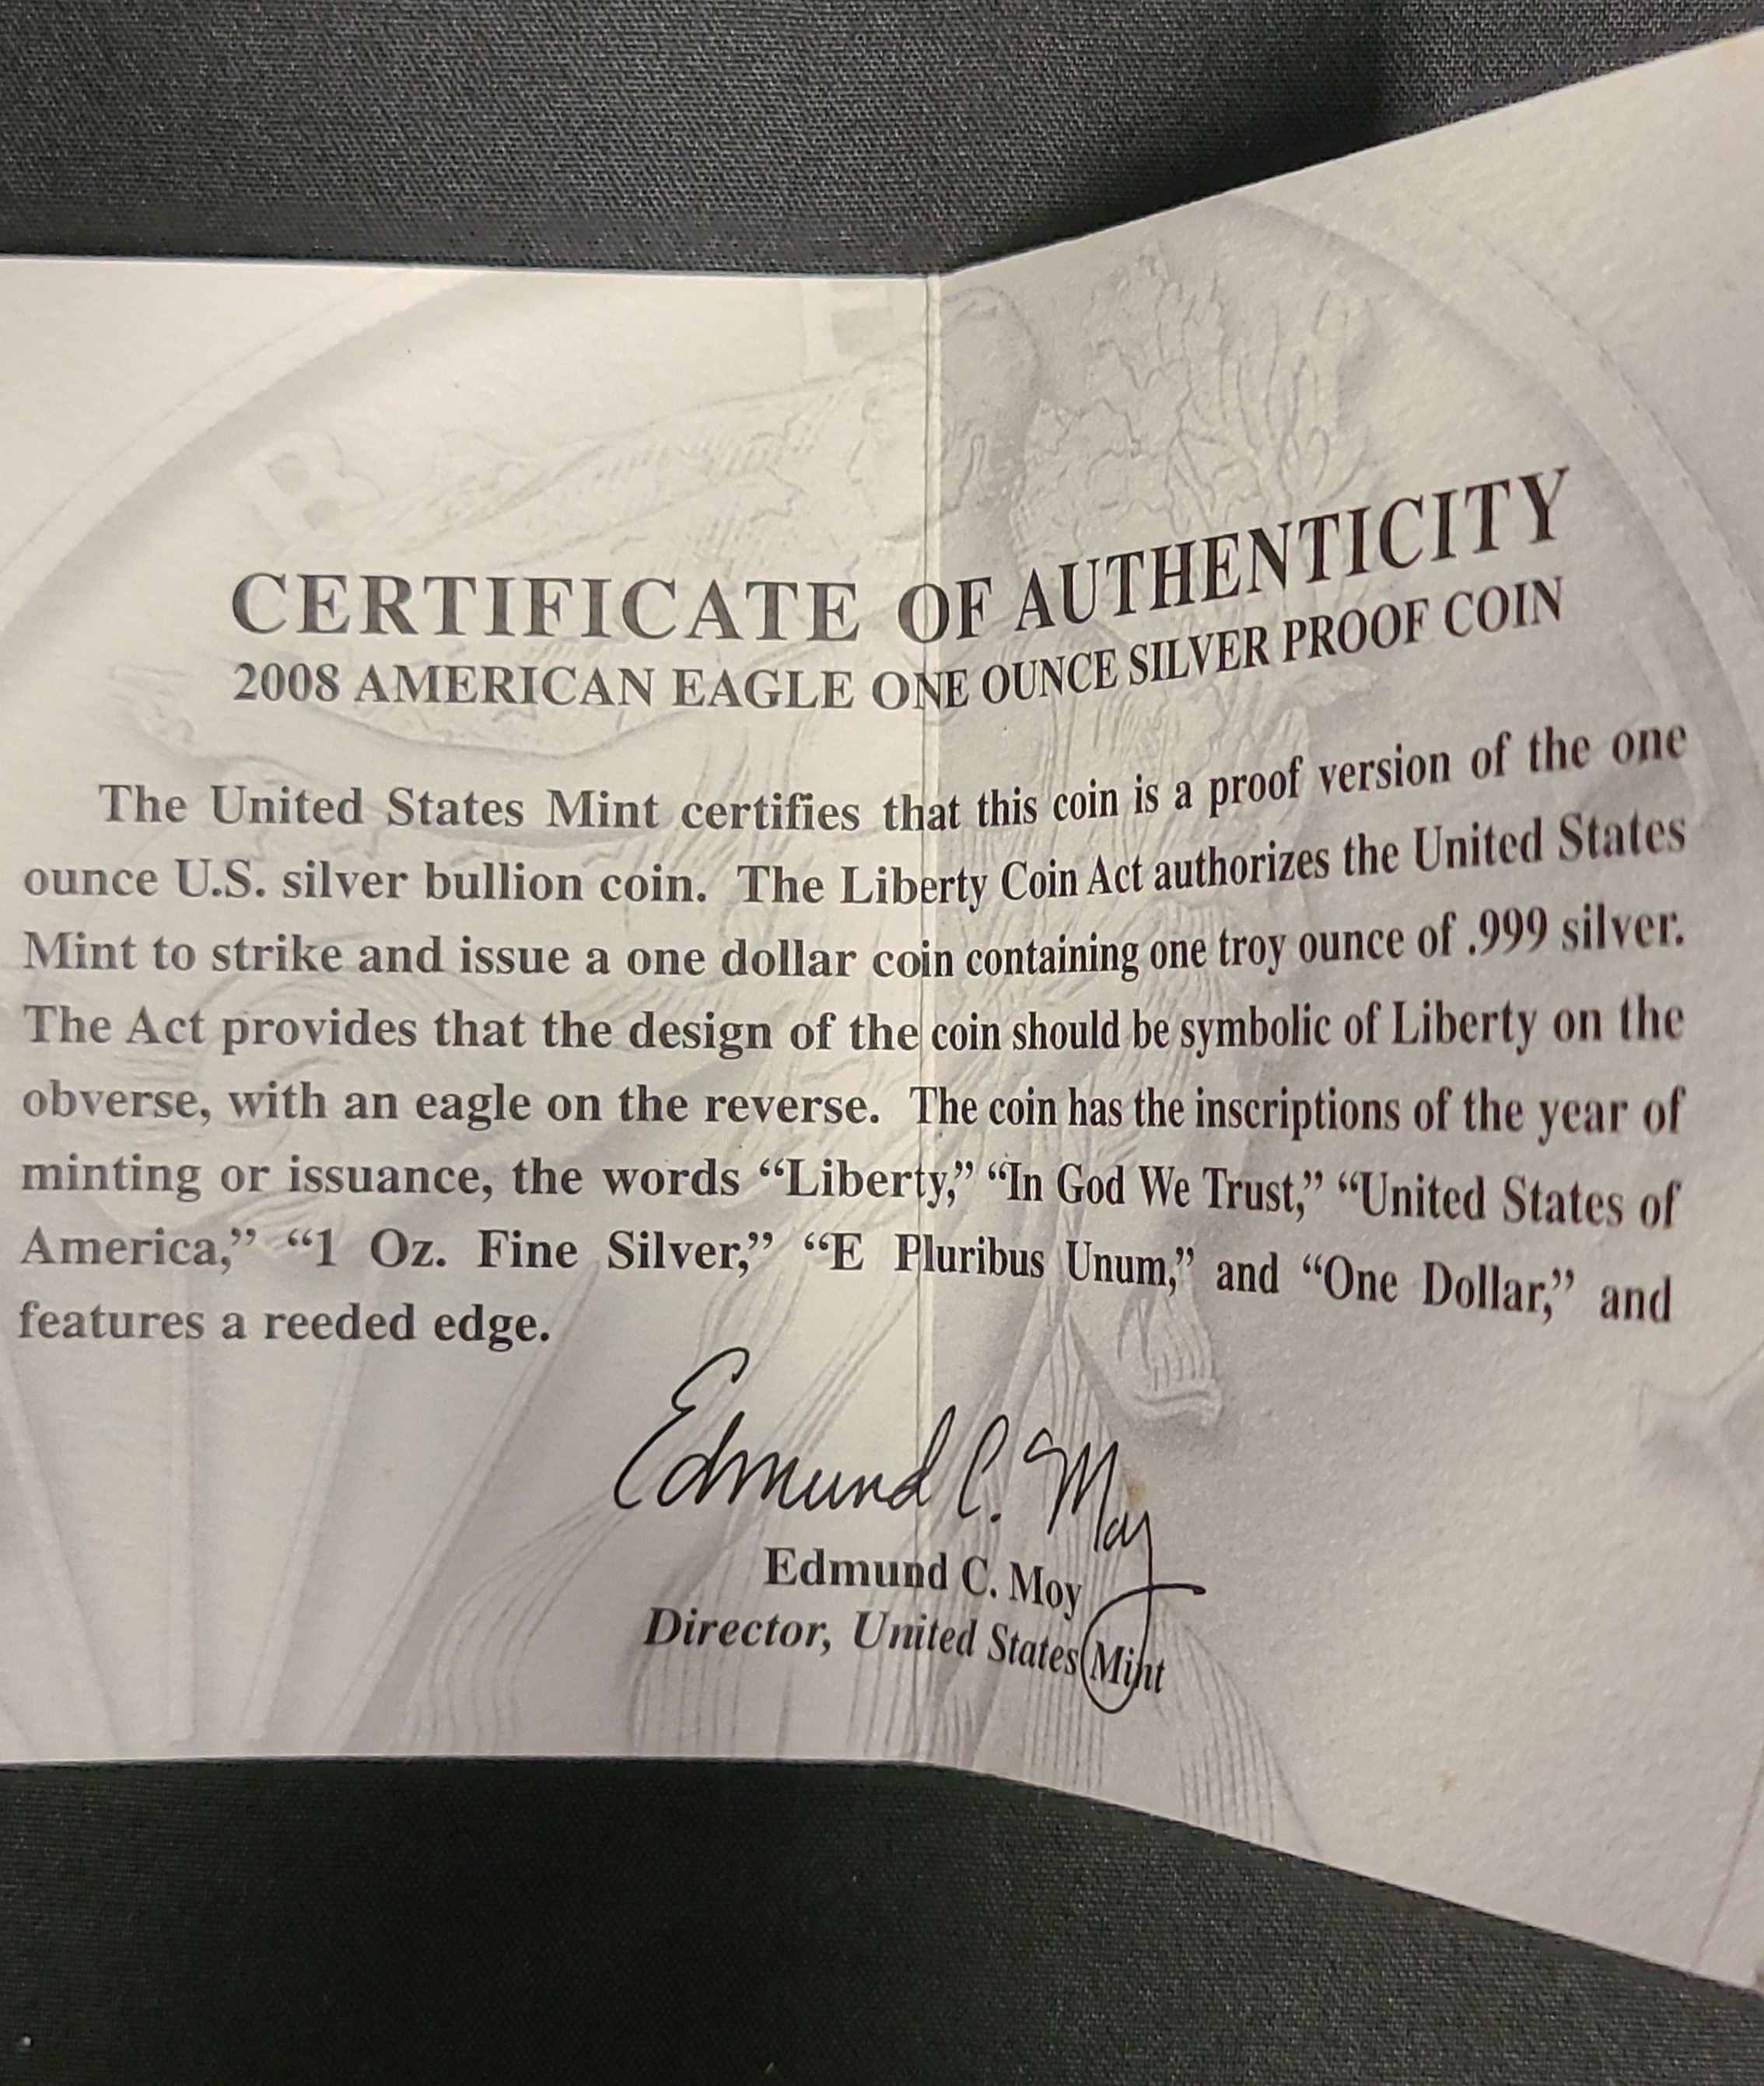 CERTIFICATE OF AUTHENTICITY
2008 AMERICAN EAGLE ONE OUNCE SILVER PROOF COIN
The United States Mint certifies that this coin is a proof version of the one
ounce U.S. silver bullion coin. The Liberty Coin Act authorizes the United States
Mint to strike and issue a one dollar coin containing one troy ounce of .999 silver.
The Act provides that the design of the coin should be symbolic of Liberty on the
obverse, with an eagle on the reverse. The coin has the inscriptions of the year of
minting or issuance, the words “Liberty,” “In God We Trust,” “United States of
America,” “1 Oz. Fine Silver,” “E Pluribus Unum,” and “One Dollar,” and
features a reeded edge.
Edmund C. Moy
Edmund C. Moy
Director, United States Mint